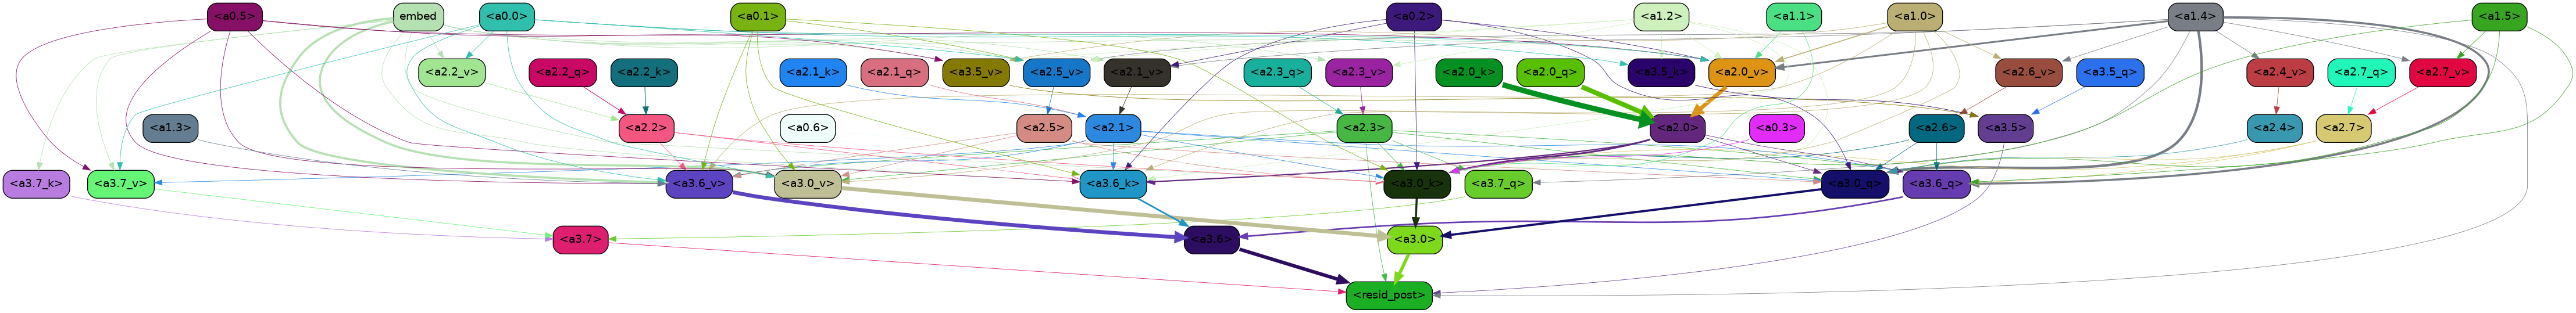 <a0.5> embed <a0.0> <a0.1> <a0.2> <a1.2> <a1.1> <a1.0> <a1.4> <a1.5>
<a2.2_v> <a2.2_q> <a2.2_k> <a2.1_k> <a2.1_q> <a3.5_v> <a2.5_v> <a2.1_v> <a2.3_q> <a2.3_v> <a2.0_k> <a2.0_q> <a3.5_k> <a2.0_v> <a2.6_v> <a3.5_q> <a2.4_v> <a2.7_q> <a2.7_v>
<a1.3> <a2.2> <a0.6> <a2.5> <a2.1> <a2.3> <a2.0> <a0.3> <a2.6> <a3.5> <a2.4> <a2.7>
<a3.7_k> <a3.7_v> <a3.6_v> <a3.0_v> <a3.6_k> <a3.0_k> <a3.7_q> <a3.0_q> <a3.6_q>
<a3.7> <a3.6> <a3.0>
<resid_post>